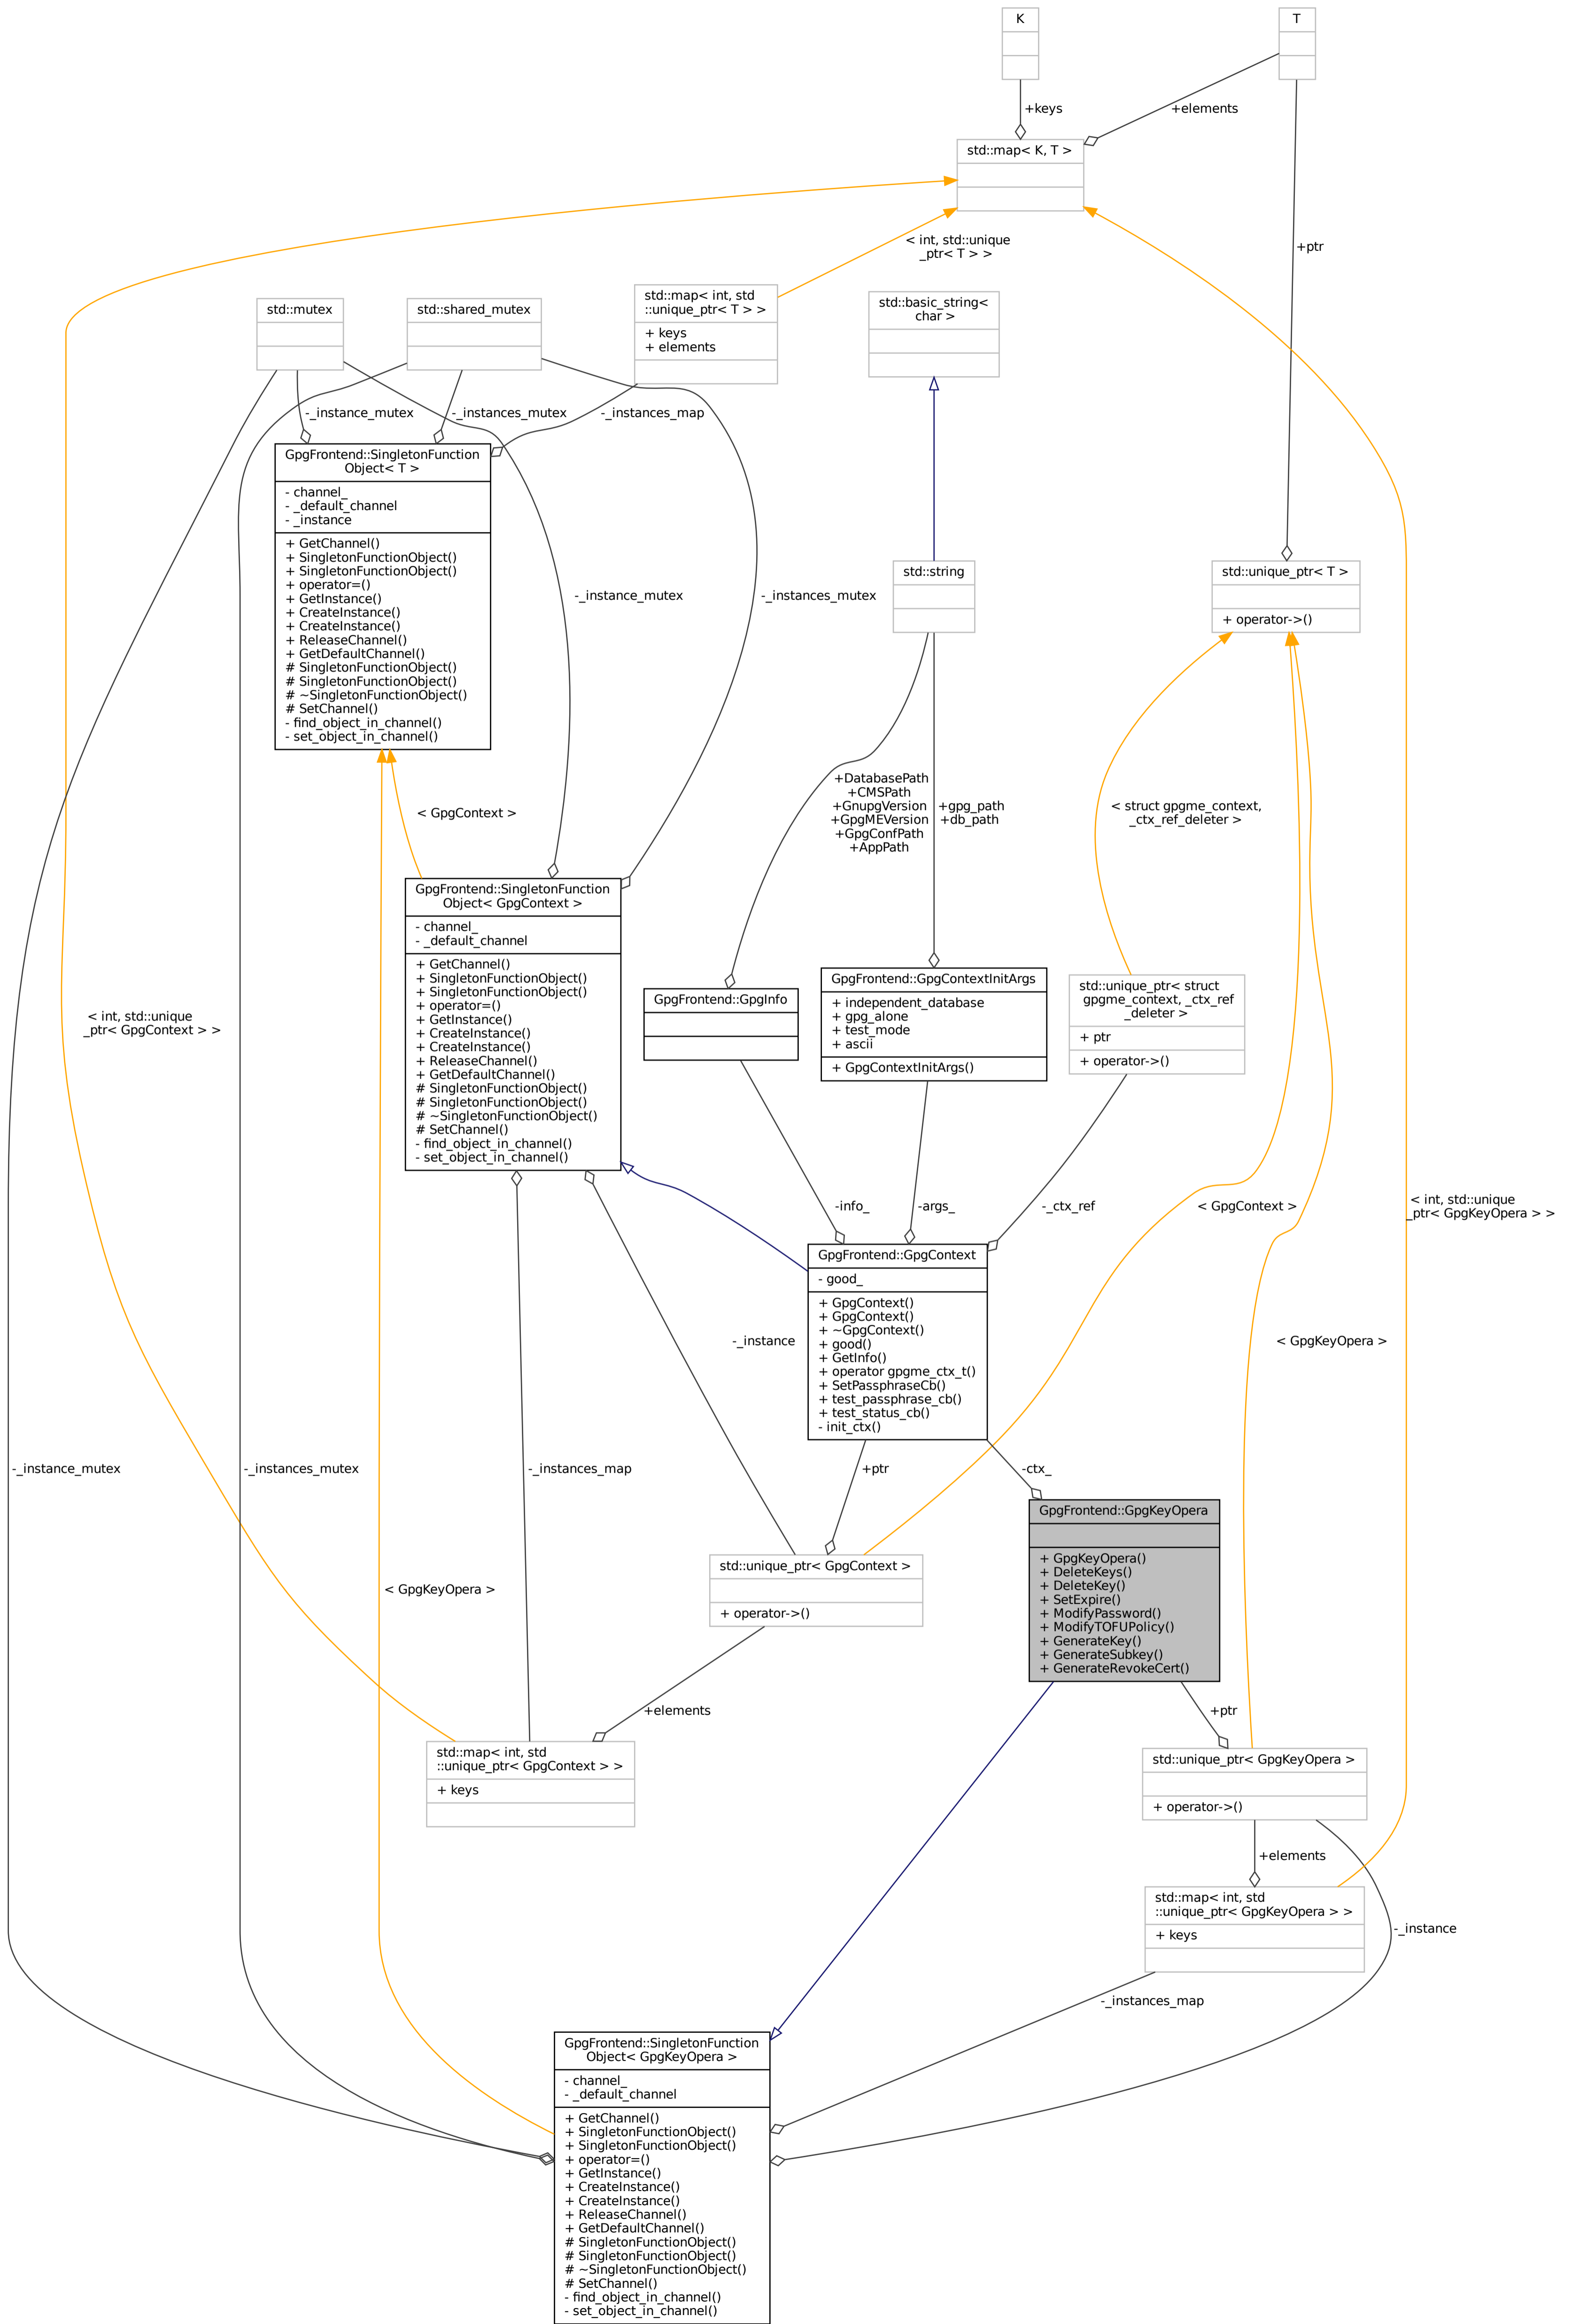 K
T
+keys
+elements
std::map< K, T >
< int, std::unique
_ptr< T > >
+ptr
std::mutex
std::shared_mutex
std::map< int, std
::unique_ptr< T > >
+ keys
+ elements
std::basic_string<
char >
-_instance_mutex
-_instances_mutex
-_instances_map
GpgFrontend::SingletonFunction
Object< T >
- channel_
- _default_channel
- _instance
+ GetChannel()
+ SingletonFunctionObject()
+ SingletonFunctionObject()
+ operator=()
+ GetInstance()
+ CreateInstance()
+ CreateInstance()
+ ReleaseChannel()
+ GetDefaultChannel()
# SingletonFunctionObject()
# SingletonFunctionObject()
# ~SingletonFunctionObject()
# SetChannel()
- find_object_in_channel()
- set_object_in_channel()
-_instance_mutex
-_instances_mutex
std::string
std::unique_ptr< T >
+ operator->()
< GpgContext >
+DatabasePath
+CMSPath
+GnupgVersion
+GpgMEVersion
+GpgConfPath
+AppPath
+gpg_path
+db_path
< struct gpgme_context,
_ctx_ref_deleter >
< int, std::unique
_ptr< GpgContext > >
GpgFrontend::SingletonFunction
Object< GpgContext >
- channel_
- _default_channel
+ GetChannel()
+ SingletonFunctionObject()
+ SingletonFunctionObject()
+ operator=()
+ GetInstance()
+ CreateInstance()
+ CreateInstance()
+ ReleaseChannel()
+ GetDefaultChannel()
# SingletonFunctionObject()
# SingletonFunctionObject()
# ~SingletonFunctionObject()
# SetChannel()
- find_object_in_channel()
- set_object_in_channel()
GpgFrontend::GpgInfo
GpgFrontend::GpgContextInitArgs
+ independent_database
+ gpg_alone
+ test_mode
+ ascii
+ GpgContextInitArgs()
std::unique_ptr< struct
gpgme_context, _ctx_ref
_deleter >
+ ptr
+ operator->()
-info_
-args_
-_ctx_ref
< GpgContext >
< int, std::unique
_ptr< GpgKeyOpera > >
GpgFrontend::GpgContext
- good_
+ GpgContext()
+ GpgContext()
+ ~GpgContext()
+ good()
+ GetInfo()
+ operator gpgme_ctx_t()
+ SetPassphraseCb()
+ test_passphrase_cb()
+ test_status_cb()
- init_ctx()
-_instance
< GpgKeyOpera >
-_instance_mutex
-_instances_mutex
-_instances_map
+ptr
-ctx_
GpgFrontend::GpgKeyOpera
+ GpgKeyOpera()
+ DeleteKeys()
+ DeleteKey()
+ SetExpire()
+ ModifyPassword()
+ ModifyTOFUPolicy()
+ GenerateKey()
+ GenerateSubkey()
+ GenerateRevokeCert()
< GpgKeyOpera >
std::unique_ptr< GpgContext >
+ operator->()
+elements
+ptr
std::map< int, std
::unique_ptr< GpgContext > >
+ keys
std::unique_ptr< GpgKeyOpera >
+ operator->()
+elements
std::map< int, std
::unique_ptr< GpgKeyOpera > >
+ keys
-_instance
-_instances_map
GpgFrontend::SingletonFunction
Object< GpgKeyOpera >
- channel_
- _default_channel
+ GetChannel()
+ SingletonFunctionObject()
+ SingletonFunctionObject()
+ operator=()
+ GetInstance()
+ CreateInstance()
+ CreateInstance()
+ ReleaseChannel()
+ GetDefaultChannel()
# SingletonFunctionObject()
# SingletonFunctionObject()
# ~SingletonFunctionObject()
# SetChannel()
- find_object_in_channel()
- set_object_in_channel()